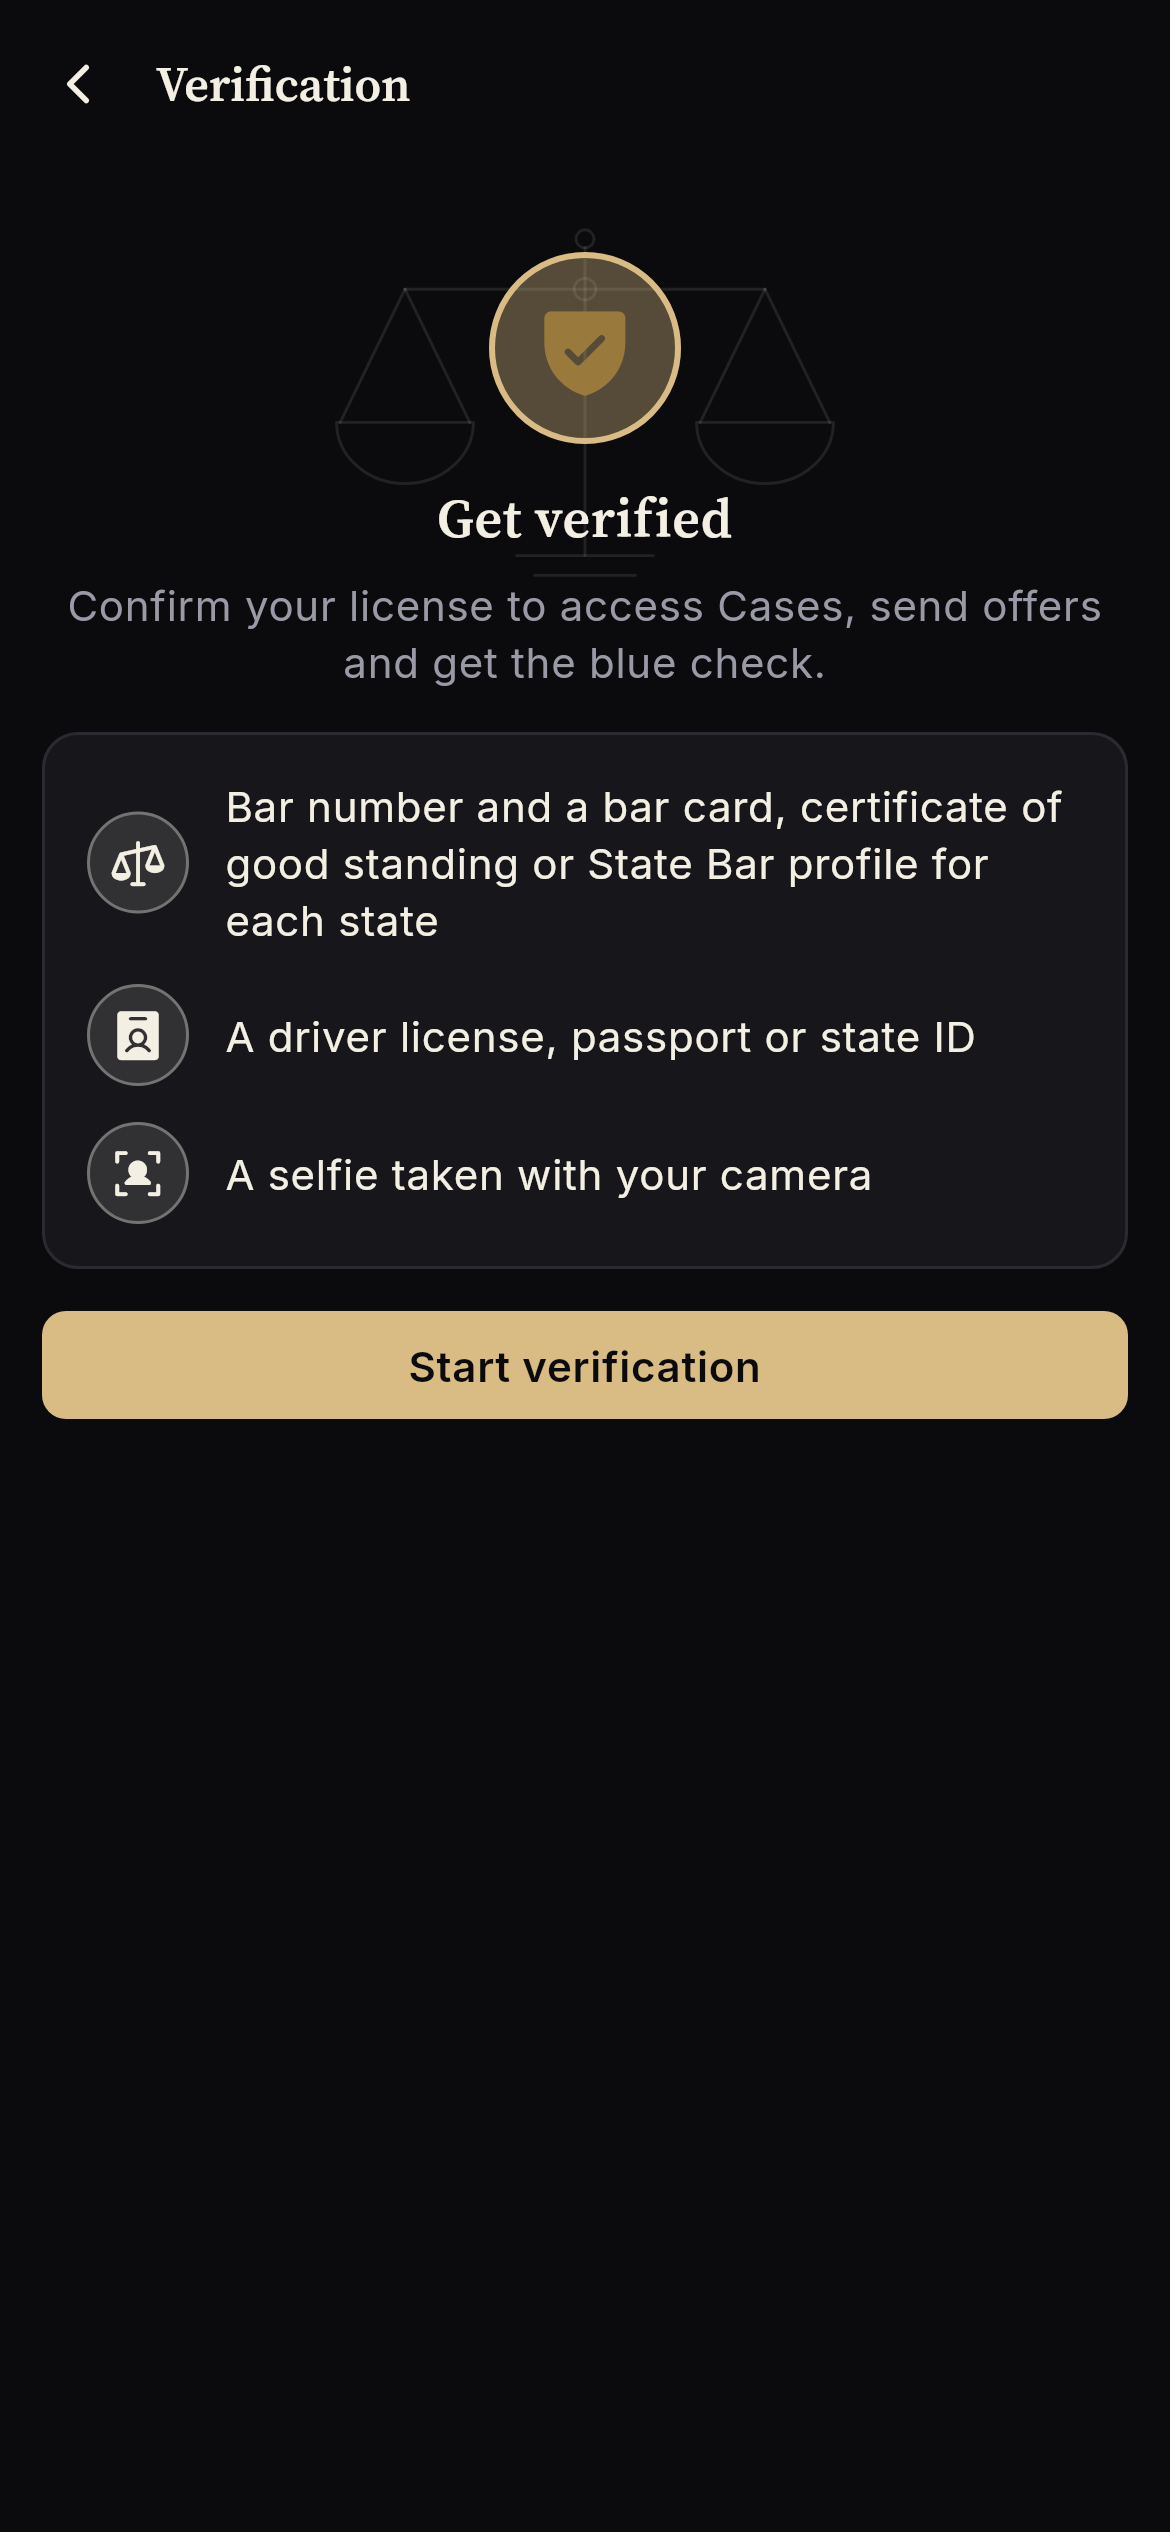 Verification
Get verified
Confirm your license to access Cases, send offers
and get the blue check.
Bar number and a bar card, certificate of
good standing or State Bar profile for
each state
A driver license, passport or state ID
A selfie taken with your camera
Start verification